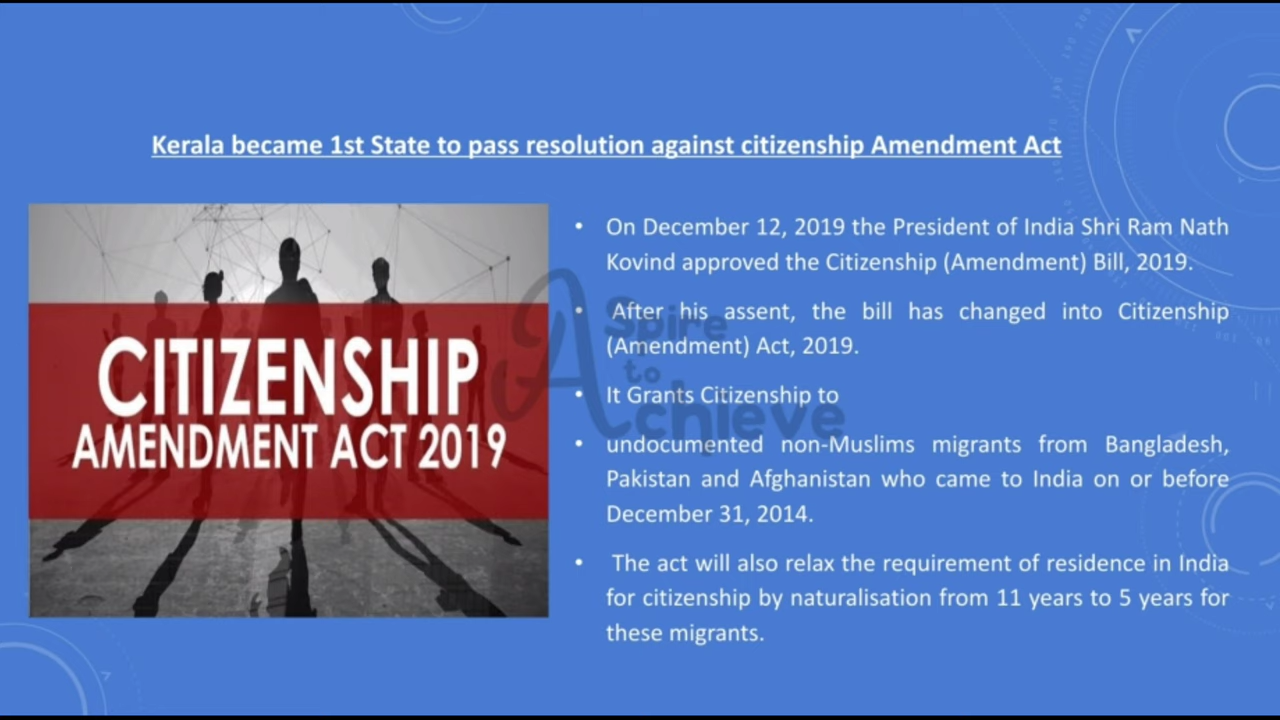 Kerala became 1st State to pass resolution against citizenship Amendment Act
CITIZENSHIP
AMENDMENT ACT 2019
• On December 12, 2019 the President of India Shri Ram Nath
Kovind approved the Citizenship (Amendment) Bill, 2019.
• After his assent, the bill has changed into Citizenship
(Amendment) Act, 2019.
• It Grants Citizenship to
• undocumented non-Muslims migrants from Bangladesh,
Pakistan and Afghanistan who came to India on or before
December 31, 2014.
• The act will also relax the requirement of residence in India
for citizenship by naturalisation from 11 years to 5 years for
these migrants.
Aspire
to
Achieve